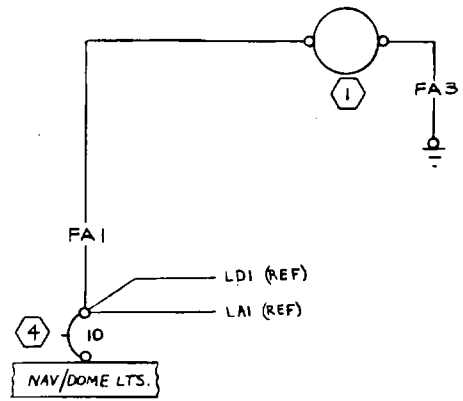 1
FA3
FA1
LD1 (REF)
LA1 (REF)
4
10
NAV/DOME LTS.